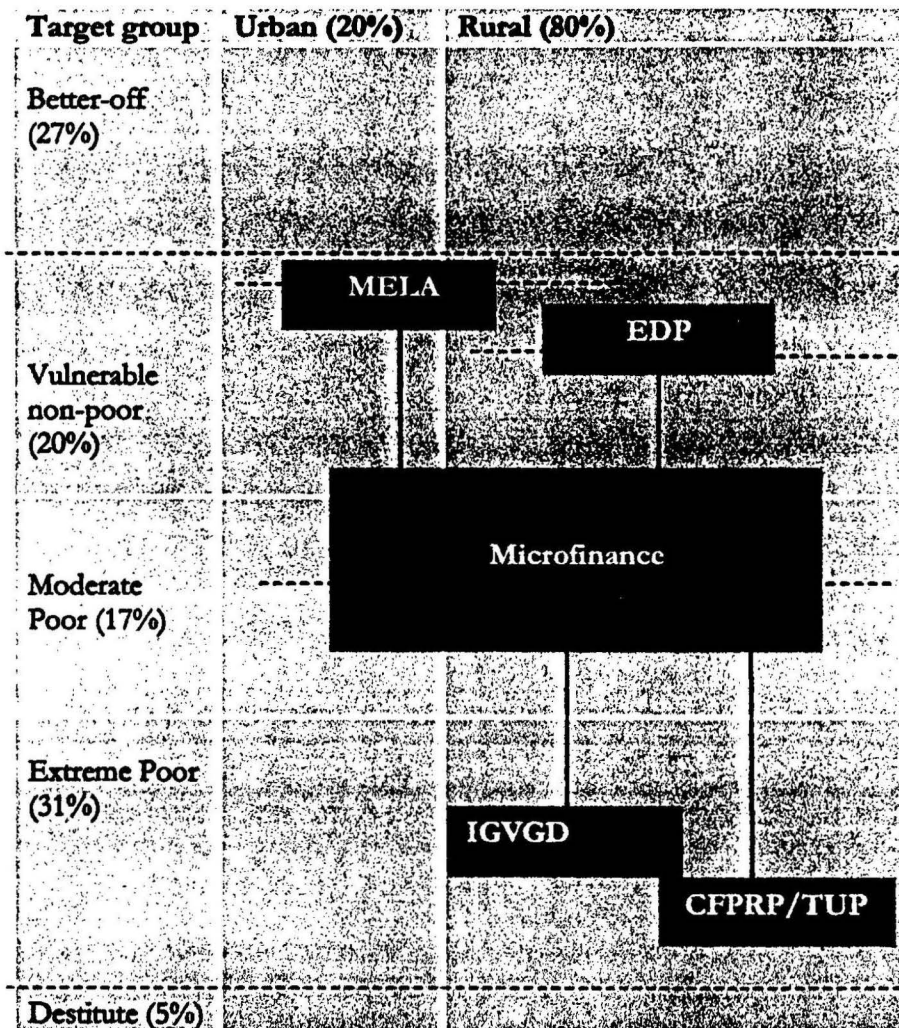 Target group Urban (20%) Rural (80%)
Better-off
(27%)
MELA
EDP
Vulnerable
non-poor
(20%)
Microfinance
Moderate
Poor (17%)
Extreme Poor
(31%)
IGVGD
CFPRP/TUP
Destitute (5%)